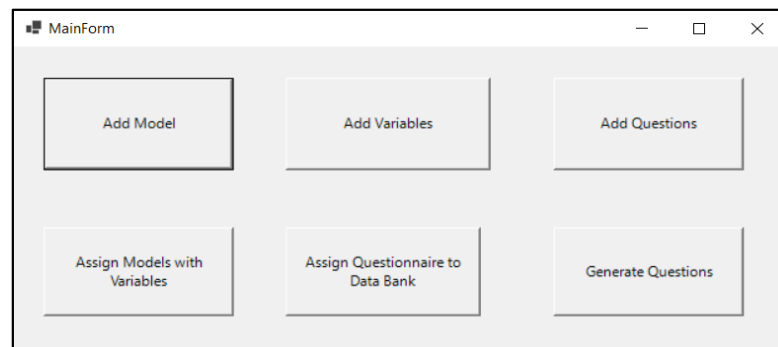 MainForm
Add Model
Add Variables
Add Questions
Assign Models with
Variables
Assign Questionnaire to
Data Bank
Generate Questions